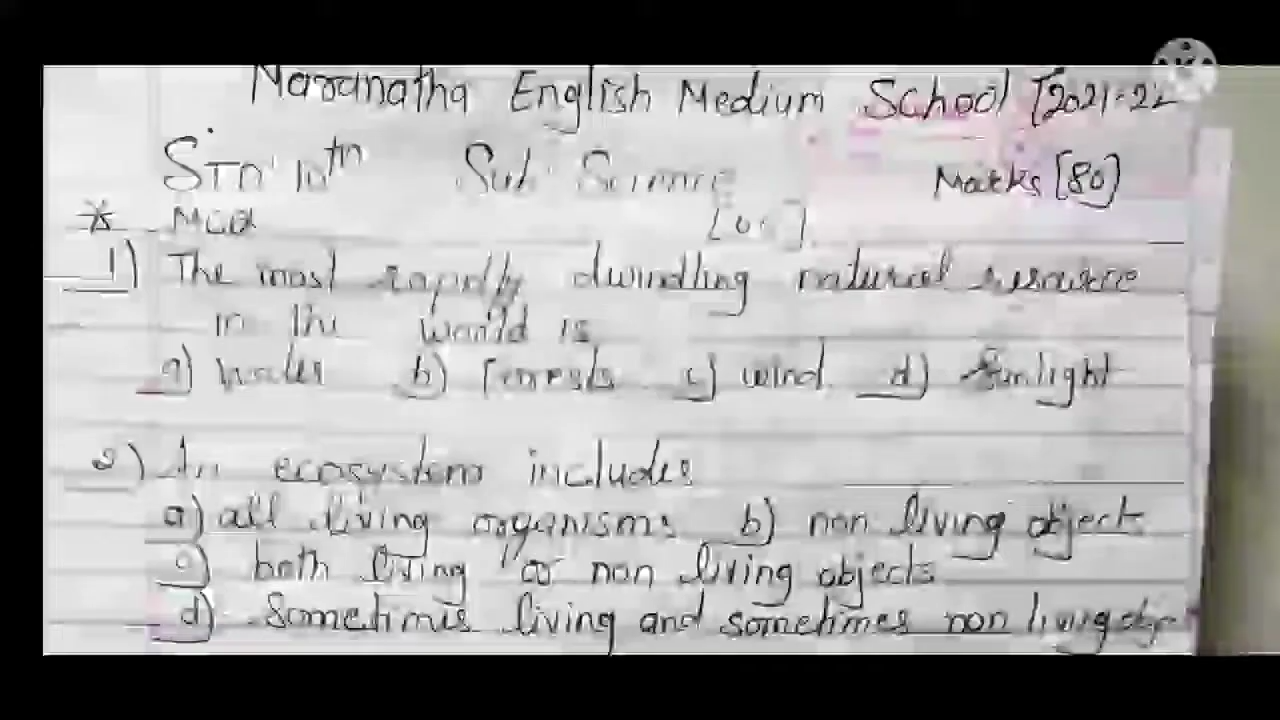 English Medium School [2021-22
STD 10th Sub Science Marks [80]
* MCQ
1) The most rapidly dwindling natural resource
in the world is
a) water b) forests c) wind d) Sunlight
2) An ecosystem includes
a) all living organisms b) non living objects
c) both living or non living objects
d) Sometimes living and sometimes non living obje